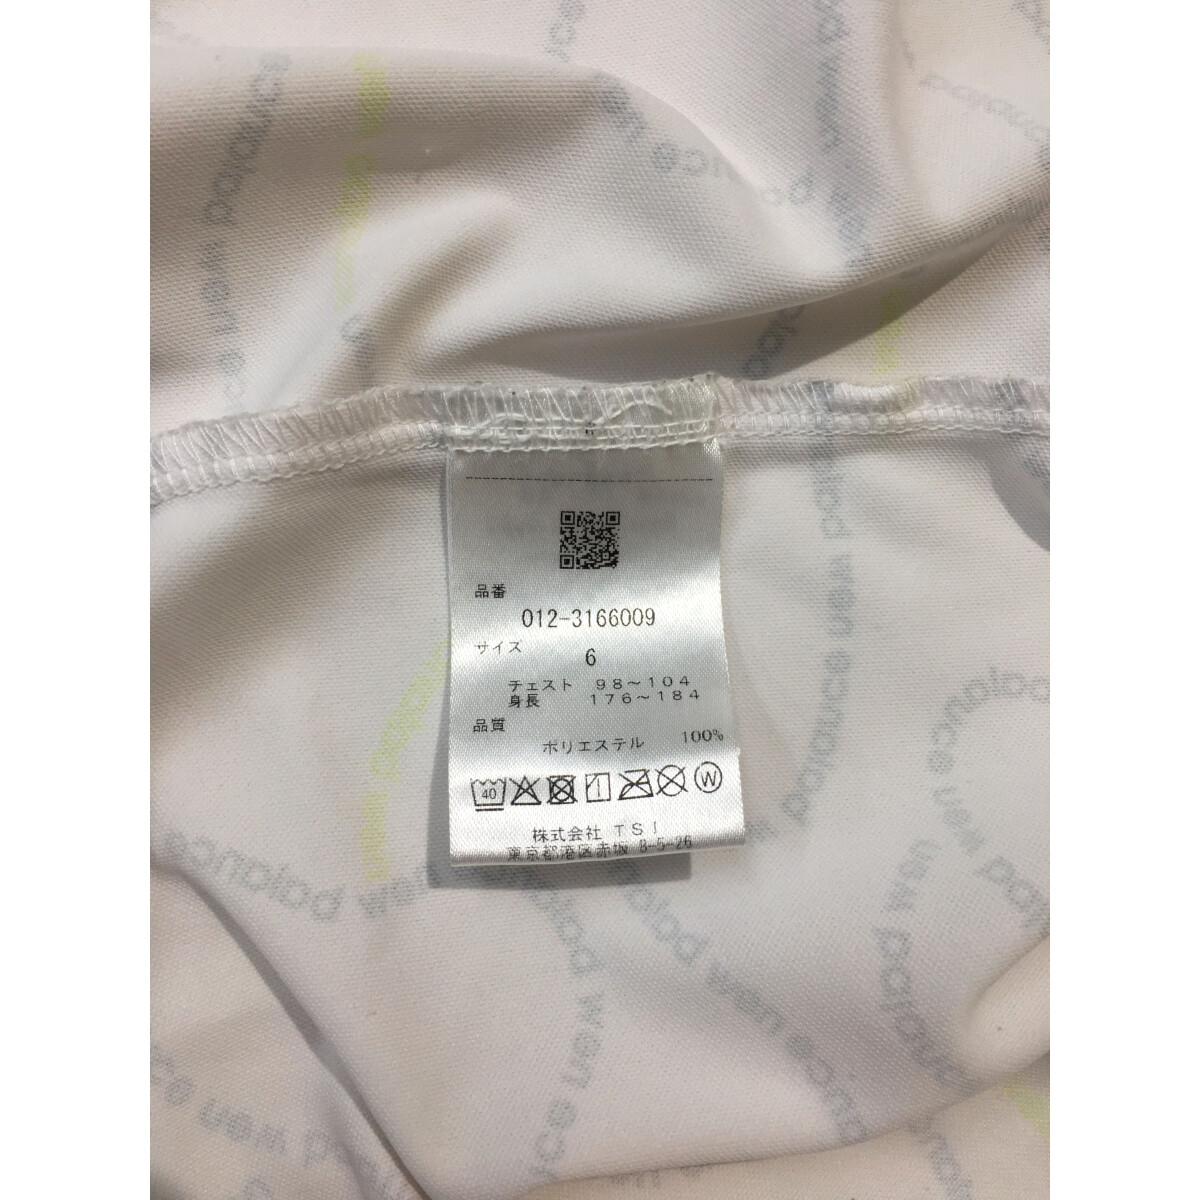 品番
012-3166009
サイズ
6
チェスト 98~104
身長 176~184
品質
ポリエステル 100%
40
W
株式会社 TSI
東京都港区赤坂 8-5-26
new balance